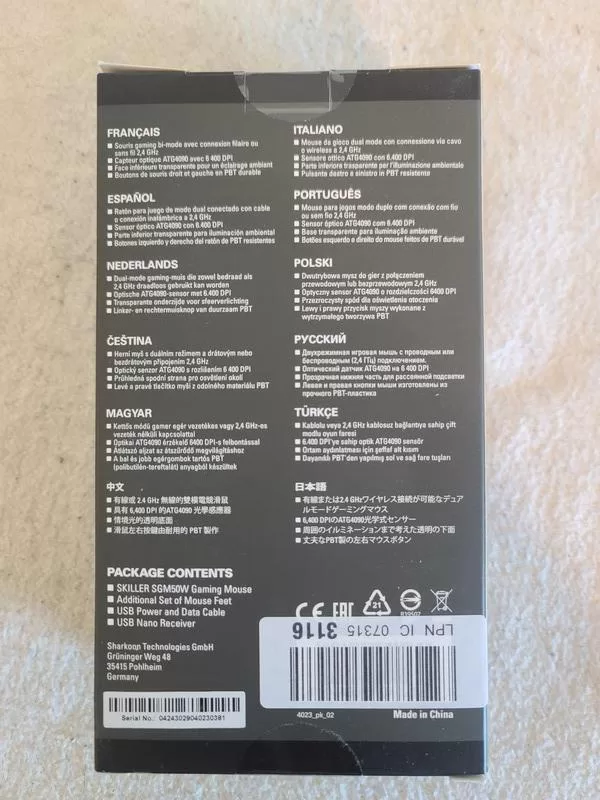 FRANÇAIS
■ Souris gaming bi-mode avec connexion filaire ou
sans fil 2,4 GHz
■ Capteur optique ATG4090 avec 6 400 DPI
■ Face inférieure transparente pour un éclairage ambiant
■ Boutons de souris droit et gauche en PBT durable
ESPAÑOL
■ Ratón para juego de modo dual conectado con cable
o conexión inalámbrica a 2,4 GHz
■ Sensor óptico ATG4090 con 6.400 DPI
■ Parte inferior transparente para iluminación ambiental
■ Botones izquierdo y derecho del ratón de PBT resistentes
NEDERLANDS
■ Dual-mode gaming-muis die zowel bedraad als
2,4 GHz draadloos gebruikt kan worden
■ Optische ATG4090-sensor met 6.400 DPI
■ Transparante onderzijde voor sfeerverlichting
■ Linker- en rechtermuisknop van duurzaam PBT
ČEŠTINA
■ Herní myš s duálním režimem a drátovým nebo
bezdrátovým připojením 2,4 GHz
■ Optický senzor ATG4090 s rozlišením 6 400 DPI
■ Průhledná spodní strana pro osvětlení okolí
■ Levé a pravé tlačítko myši z odolného materiálu PBT
MAGYAR
■ Kettős módú gamer egér vezetékes vagy 2,4 GHz-es
vezeték nélküli kapcsolattal
■ Optikai ATG4090 érzékelő 6400 DPI-s felbontással
■ Átlátszó aljzat az átszűrődő megvilágításhoz
■ A bal és jobb egérgombok tartós PBT
(polibutilén-tereftalát) anyagból készültek
中文
■ 有線或 2.4 GHz 無線的雙模電競滑鼠
■ 具有 6,400 DPI 的ATG4090 光學感應器
■ 情境光的透明底面
■ 滑鼠左右按鍵由耐用的 PBT 製作
ITALIANO
■ Mouse da gioco dual mode con connessione via cavo
o wireless a 2,4 GHz
■ Sensore ottico ATG4090 con 6.400 DPI
■ Parte inferiore trasparente per l'illuminazione ambientale
■ Pulsante destro e sinistro in PBT resistente
PORTUGUÊS
■ Mouse para jogos modo duplo com conexão com fio
ou sem fio 2,4 GHz
■ Sensor óptico ATG4090 com 6.400 DPI
■ Base transparente para iluminação ambiente
■ Botões esquerdo e direito do mouse feitos de PBT durável
POLSKI
■ Dwutrybowa mysz do gier z połączeniem
przewodowym lub bezprzewodowym 2,4 GHz
■ Optyczny sensor ATG4090 o rozdzielczości 6400 DPI
■ Przezroczysty spód dla oświetlenia otoczenia
■ Lewy i prawy przycisk myszy wykonane z
wytrzymałego tworzywa PBT
РУССКИЙ
■ Двухрежимная игровая мышь с проводным или
беспроводным (2,4 ГГц) подключением.
■ Оптический датчик ATG4090 на 6 400 DPI
■ Прозрачная нижняя часть для рассеянной подсветки
■ Левая и правая кнопки мыши изготовлены из
прочного PBT-пластика
TÜRKÇE
■ Kablolu veya 2,4 GHz kablosuz bağlantıya sahip çift
modlu oyun faresi
■ 6.400 DPI'ye sahip optik ATG4090 sensör
■ Ortam aydınlatması için şeffaf alt kısım
■ Dayanıklı PBT'den yapılmış sol ve sağ fare tuşları
日本語
■ 有線または2.4 GHzワイヤレス接続が可能なデュア
ルモードゲーミングマウス
■ 6,400 DPIのATG4090光学式センサー
■ 周囲のイルミネーションまで考えた透明の下面
■ 丈夫なPBT製の左右マウスボタン
PACKAGE CONTENTS
■ SKILLER SGM50W Gaming Mouse
■ Additional Set of Mouse Feet
■ USB Power and Data Cable
■ USB Nano Receiver
Sharkoon Technologies GmbH
Grüninger Weg 48
35415 Pohlheim
Germany
Serial No.: 04243029040230381
CE EAC 21
LPN IC 07315 3116
4023_pk_02
Made in China